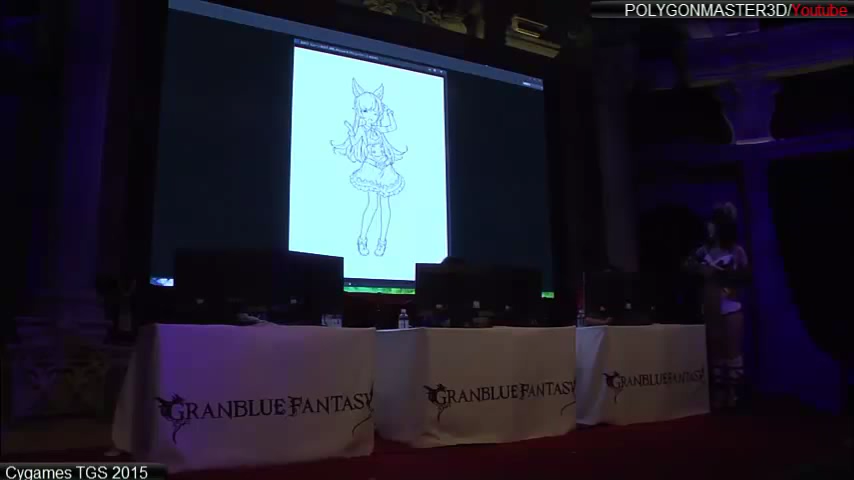 POLYGONMASTER3D/Youtube
GRANBLUE FANTASY
GRANBLUE FANTASY
GRANBLUE FANTASY
Cygames TGS 2015